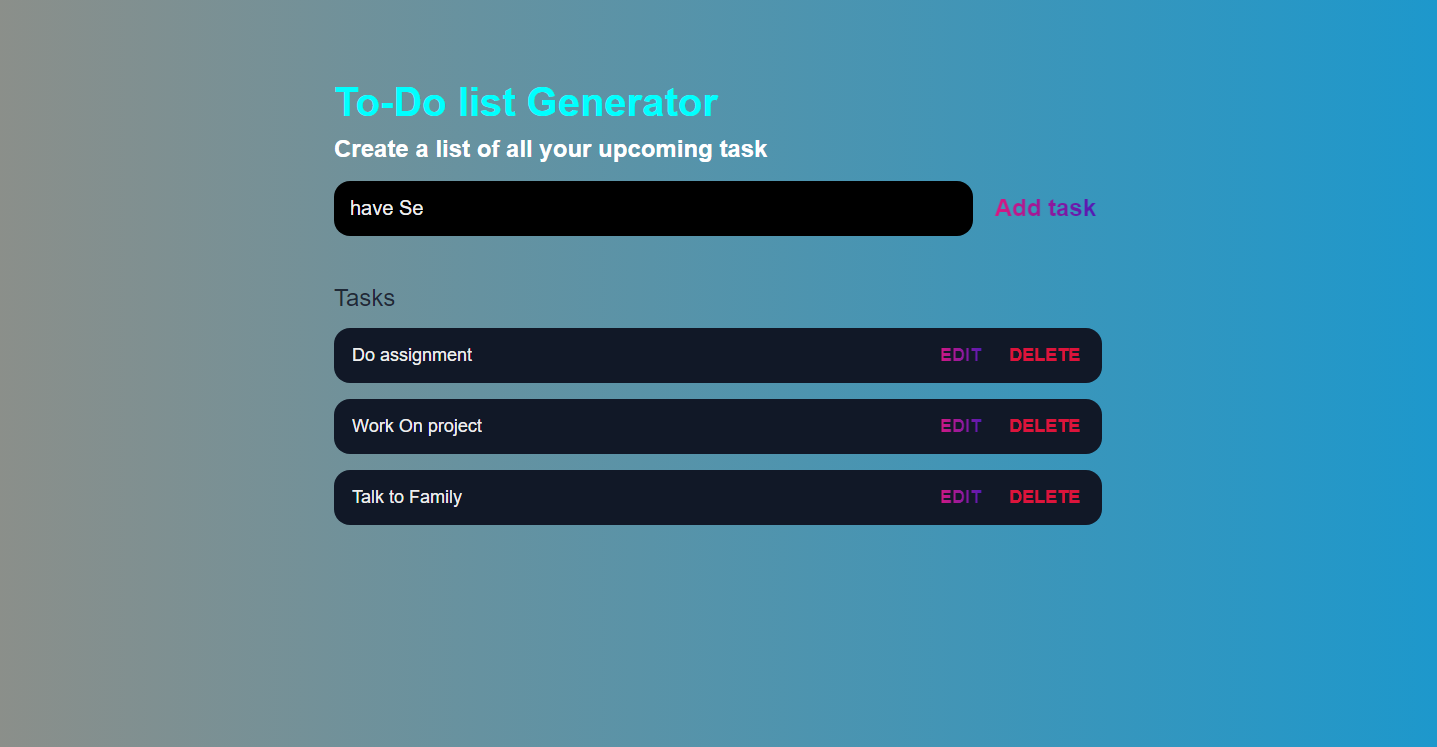 To-Do list Generator
Create a list of all your upcoming task
have Se
Add task
Tasks
Do assignment EDIT DELETE
Work On project EDIT DELETE
Talk to Family EDIT DELETE